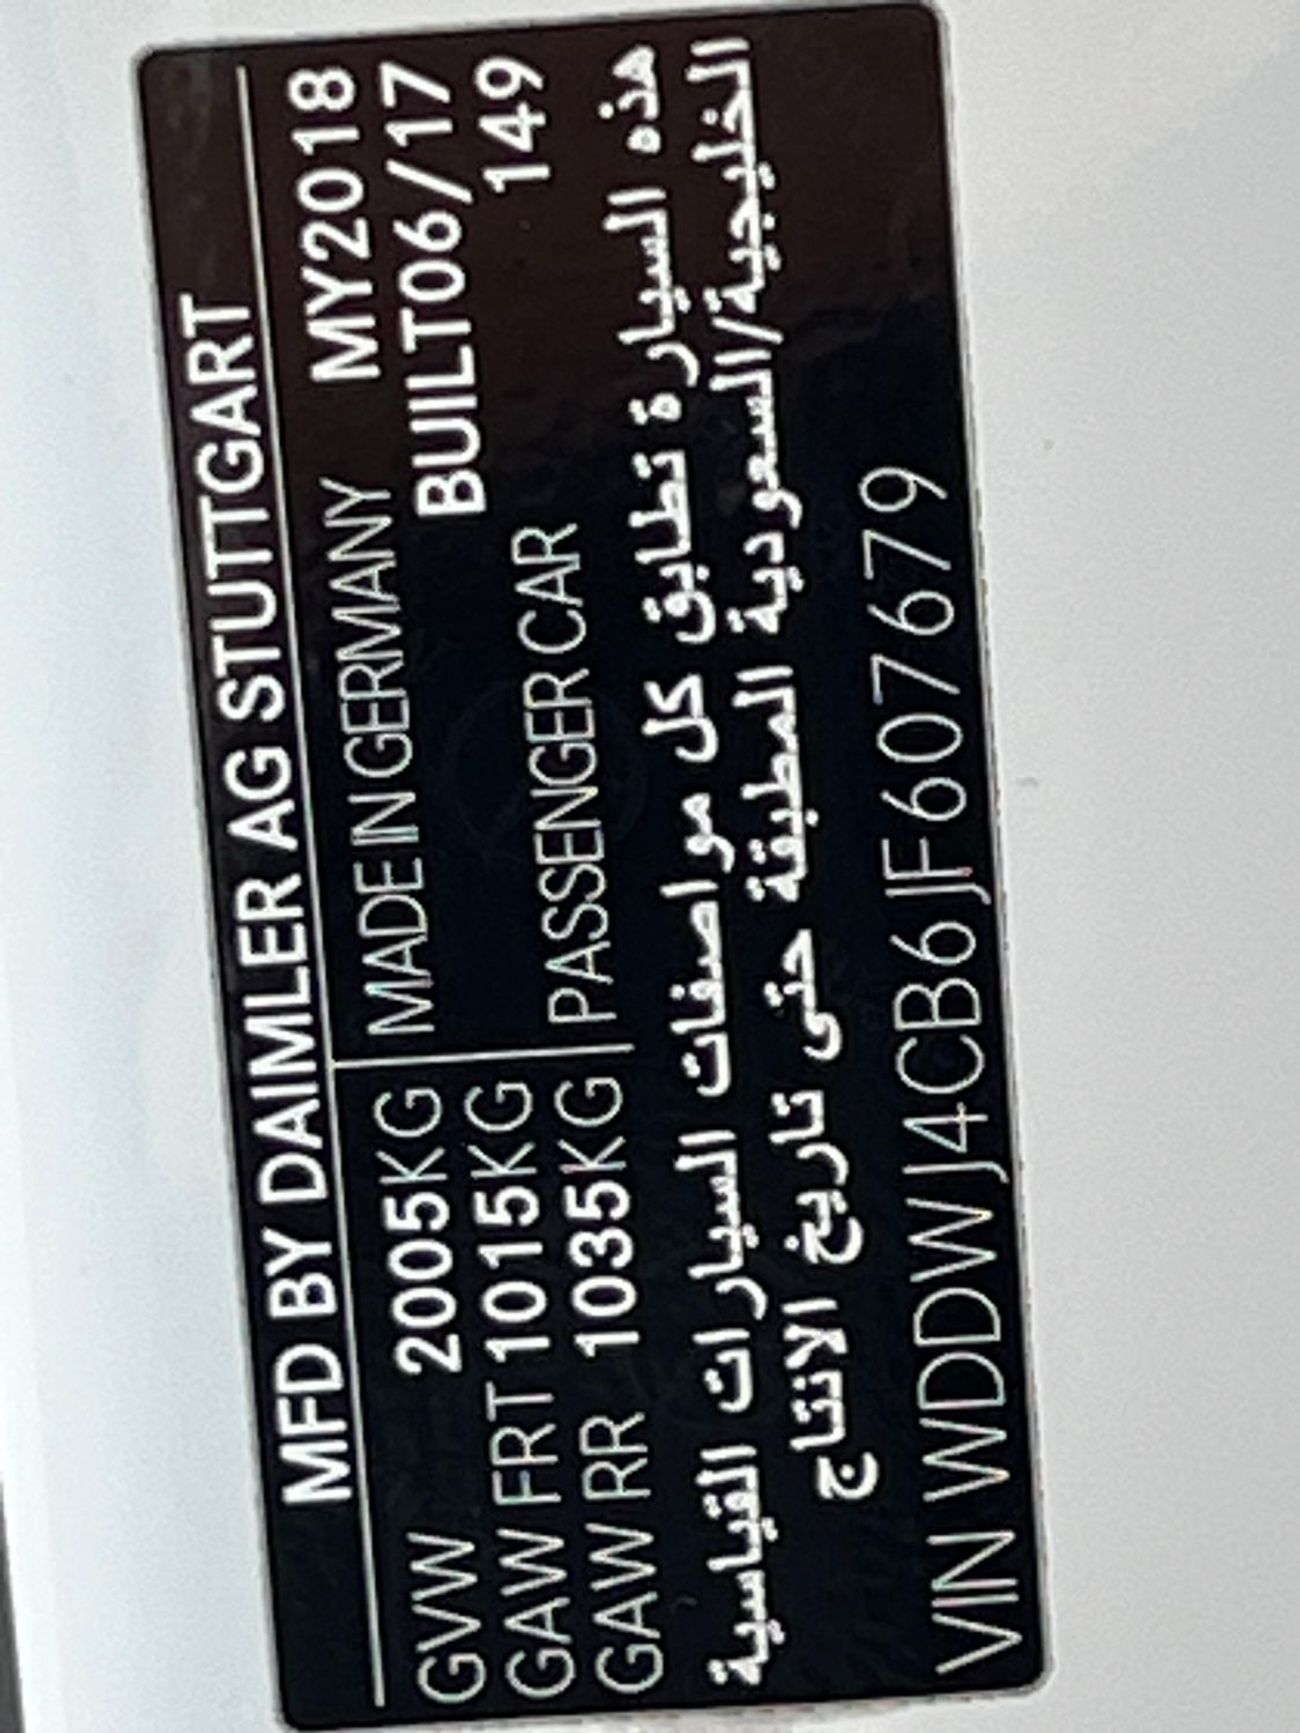 MFD BY DAIMLER AG STUTTGART
GVW 2005KG MADE IN GERMANY MY2018
GAW FRT 1015KG BUILT06/17
GAW RR 1035KG PASSENGER CAR 149
هذه السيارة تطابق كل مواصفات السيارات القياسية
الخليجية/السعودية المطبقة حتى تاريخ الانتاج
VIN WDDWJ4CB6JF607679